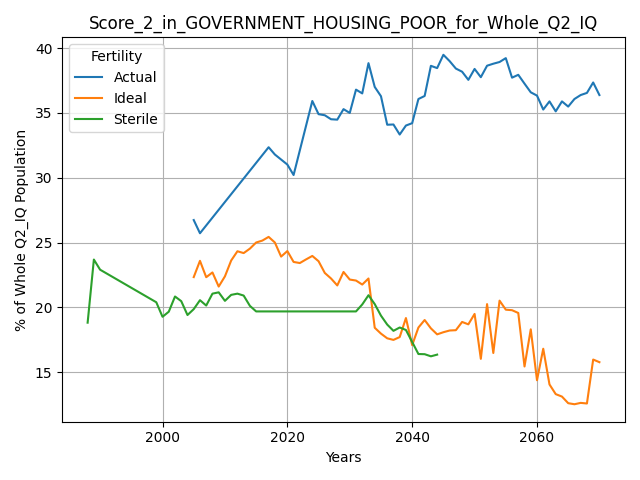 Score_2_in_GOVERNMENT_HOUSING_POOR_for_Whole_Q2_IQ
Fertility
Actual
Ideal
Sterile
% of Whole Q2_IQ Population
40
35
30
25
20
15
2000
2020
2040
2060
Years